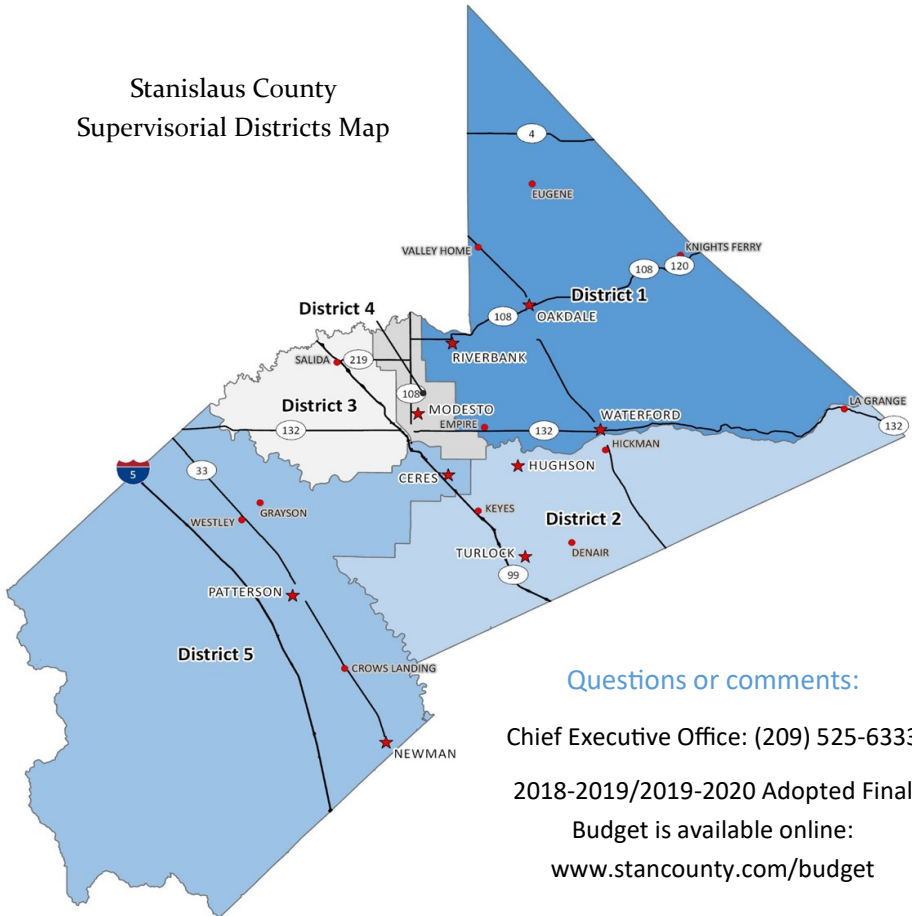 Stanislaus County
Supervisorial Districts Map
4
EUGENE
VALLEY HOME
KNIGHTS FERRY
120
108
District 1
District 4
108
OAKDALE
RIVERBANK
SALIDA
219
108
District 3
MODESTO
EMPIRE
132
132
WATERFORD
LA GRANGE
132
HICKMAN
5
33
CERES
HUGHSON
GRAYSON
WESTLEY
KEYES
District 2
TURLOCK
DENAIR
99
PATTERSON
District 5
CROWS LANDING
NEWMAN
Questions or comments:
Chief Executive Office: (209) 525-6333
2018-2019/2019-2020 Adopted Final
Budget is available online:
www.stancounty.com/budget